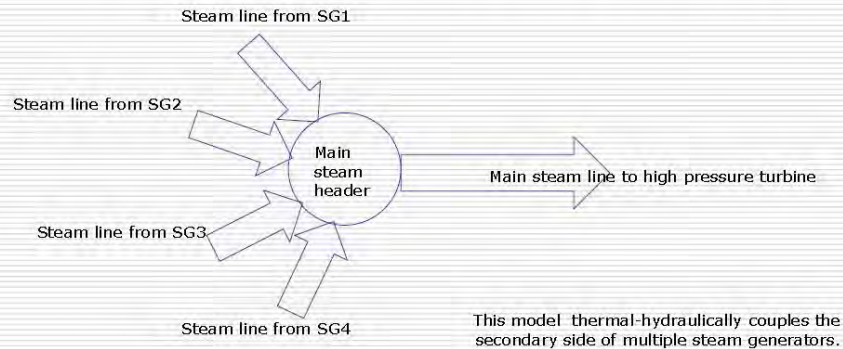 Steam line from SG1
Steam line from SG2
Main
steam
header
Main steam line to high pressure turbine
Steam line from SG3
Steam line from SG4
This model thermal-hydraulically couples the
secondary side of multiple steam generators.